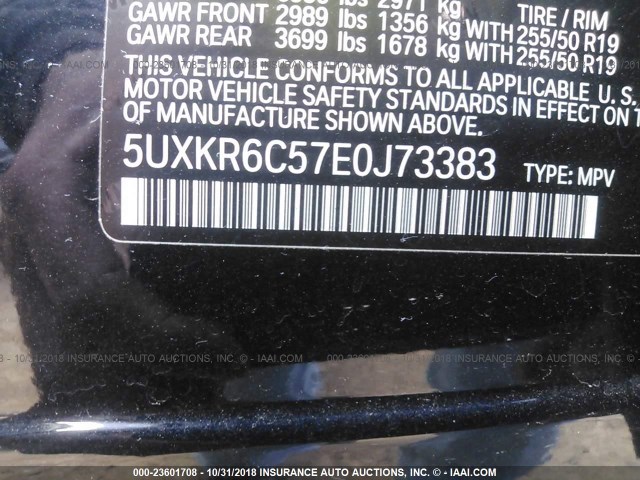 2971 kg
GAWR FRONT 2989 lbs 1356 kg WITH 255/50 R19
GAWR REAR 3699 lbs 1678 kg WITH 255/50 R19
TIRE / RIM
THIS VEHICLE CONFORMS TO ALL APPLICABLE U. S.
MOTOR VEHICLE SAFETY STANDARDS IN EFFECT ON T
OF MANUFACTURE SHOWN ABOVE.
5UXKR6C57E0J73383 TYPE: MPV
000-23601708 - 10/31/2018 INSURANCE AUTO AUCTIONS, INC. - © - IAAI.COM